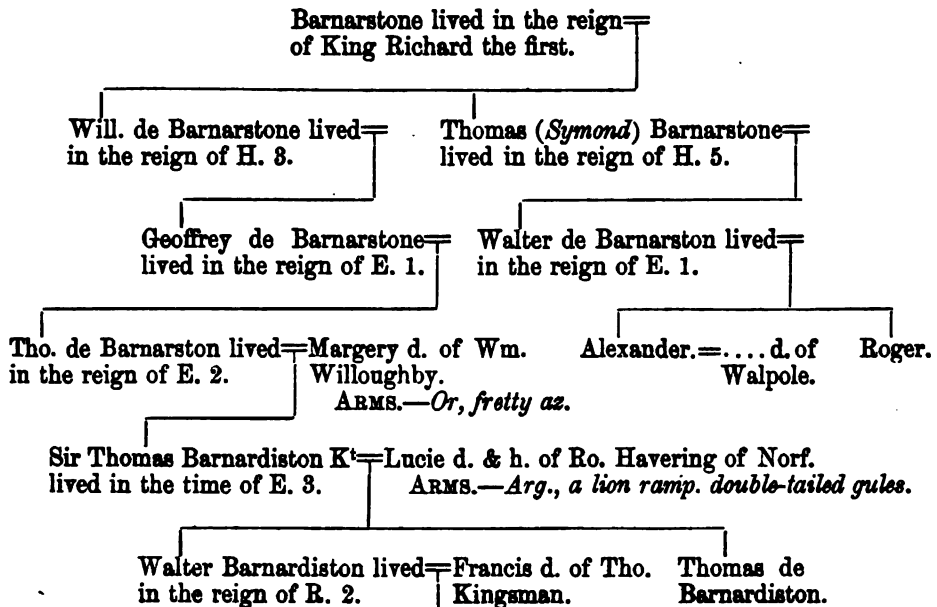 Barnarstone lived in the reign=
of King Richard the first.
Will. de Barnarstone lived=
in the reign of H. 3.
Thomas (Symond) Barnarstone=
lived in the reign of H. 5.
Geoffrey de Barnarstone=
lived in the reign of E. 1.
Walter de Barnarston lived=
in the reign of E. 1.
Tho. de Barnarston lived=Margery d. of Wm.
in the reign of E. 2. Willoughby.
ARMS.—Or, fretty az.
Alexander.=....d. of
Walpole.
Roger.
Sir Thomas Barnardiston Kt=Lucie d. & h. of Ro. Havering of Norf.
lived in the time of E. 3. ARMS.—Arg., a lion ramp. double-tailed gules.
Walter Barnardiston lived=Francis d. of Tho.
in the reign of R. 2. Kingsman.
Thomas de
Barnardiston.